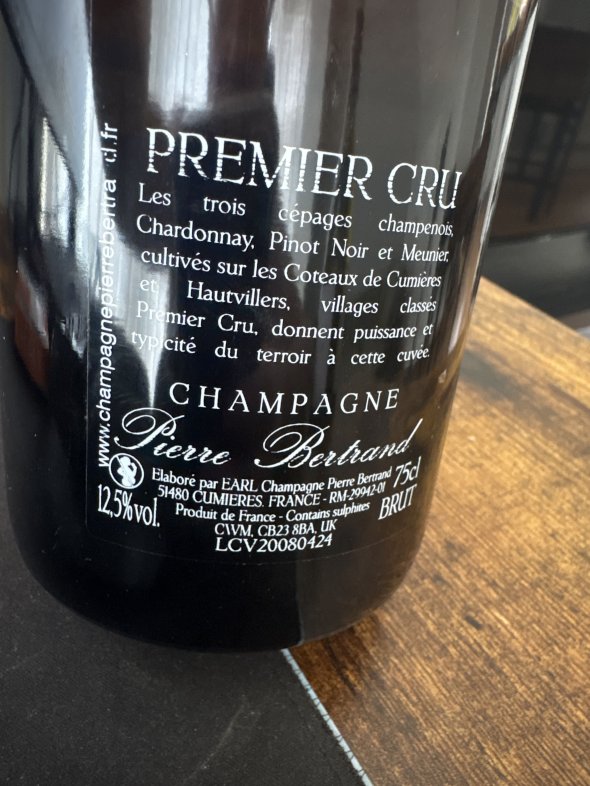 PREMIER CRU
Les trois cépages champenois,
Chardonnay, Pinot Noir et Meunier,
cultivés sur les Coteaux de Cumières
et Hautvillers, villages classés
Premier Cru, donnent puissance et
typicité du terroir à cette cuvée.
CHAMPAGNE
Pierre Bertrand
Elaboré par EARL Champagne Pierre Bertrand
51480 CUMIERES. FRANCE - RM-29942-01
Produit de France - Contains sulphites
CWM, CB23 8BA, UK
LCV20080424
12,5%vol.
75cl
BRUT